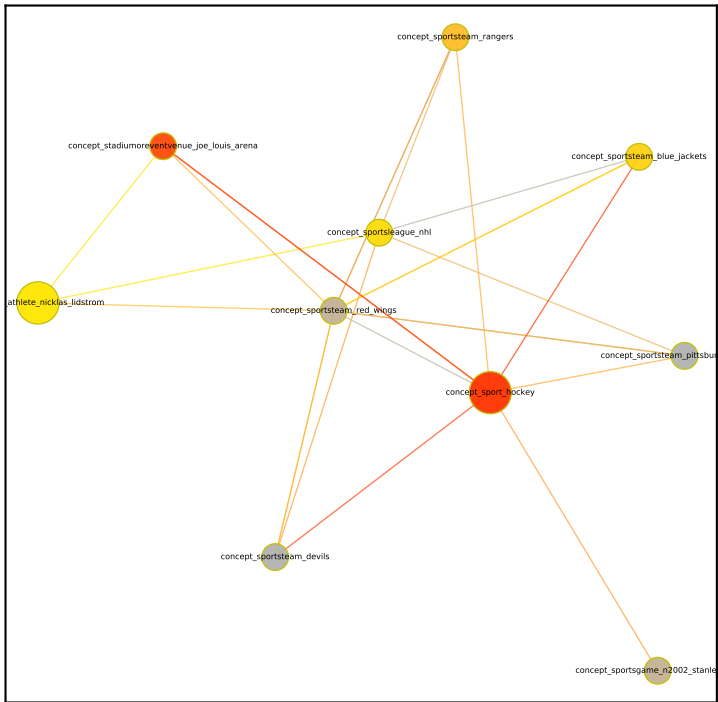 concept_sportsteam_rangers
concept_stadiumoreventvenue_joe_louis_arena
concept_sportsteam_blue_jackets
concept_sportsleague_nhl
athlete_nicklas_lidstrom
concept_sportsteam_red_wings
concept_sportsteam_pittsbur
concept_sport_hockey
concept_sportsteam_devils
concept_sportsgame_n2002_stanle